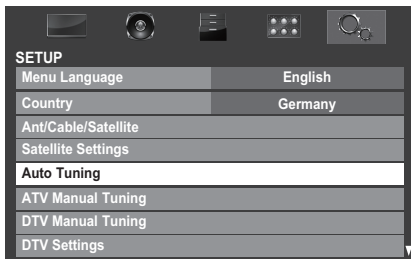 SETUP
Menu Language English
Country Germany
Ant/Cable/Satellite
Satellite Settings
Auto Tuning
ATV Manual Tuning
DTV Manual Tuning
DTV Settings